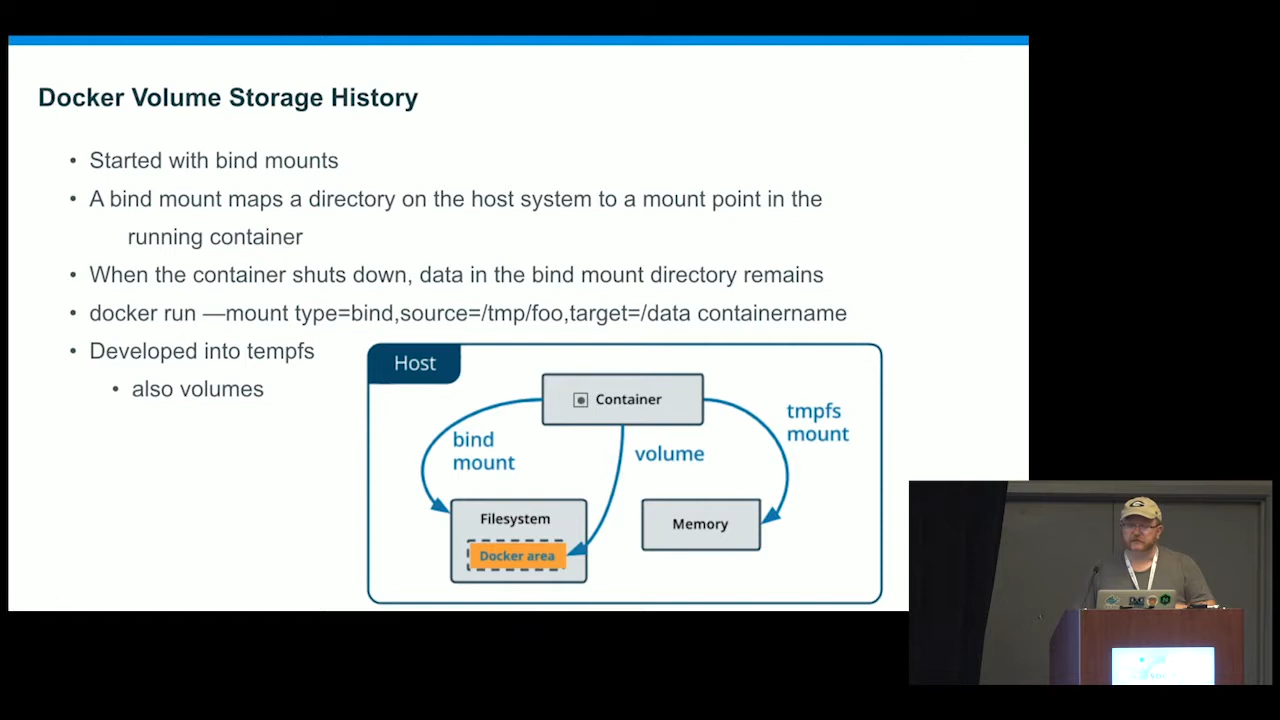 Docker Volume Storage History
• Started with bind mounts
• A bind mount maps a directory on the host system to a mount point in the
running container
• When the container shuts down, data in the bind mount directory remains
• docker run —mount type=bind,source=/tmp/foo,target=/data containername
• Developed into tempfs
• also volumes
Host
Container
bind
mount
volume
tmpfs
mount
Filesystem
Docker area
Memory
G